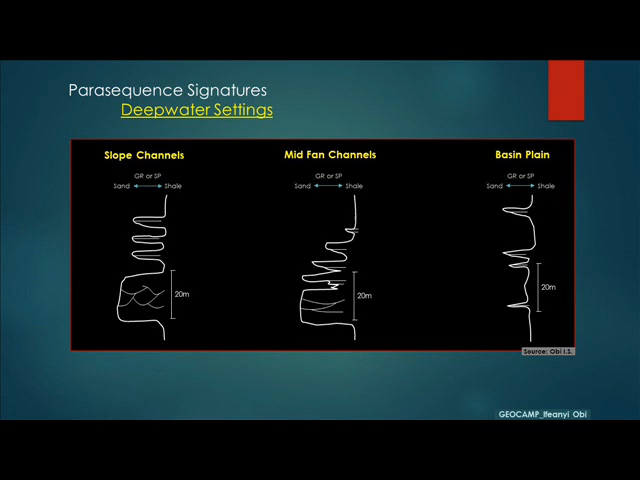 Parasequence Signatures
Deepwater Settings
Slope Channels
GR or SP
Sand Shale
20m
Mid Fan Channels
GR or SP
Sand Shale
20m
Basin Plain
GR or SP
Sand Shale
20m
Source: Obi I.S.
GEOCAMP_Ifeanyi Obi